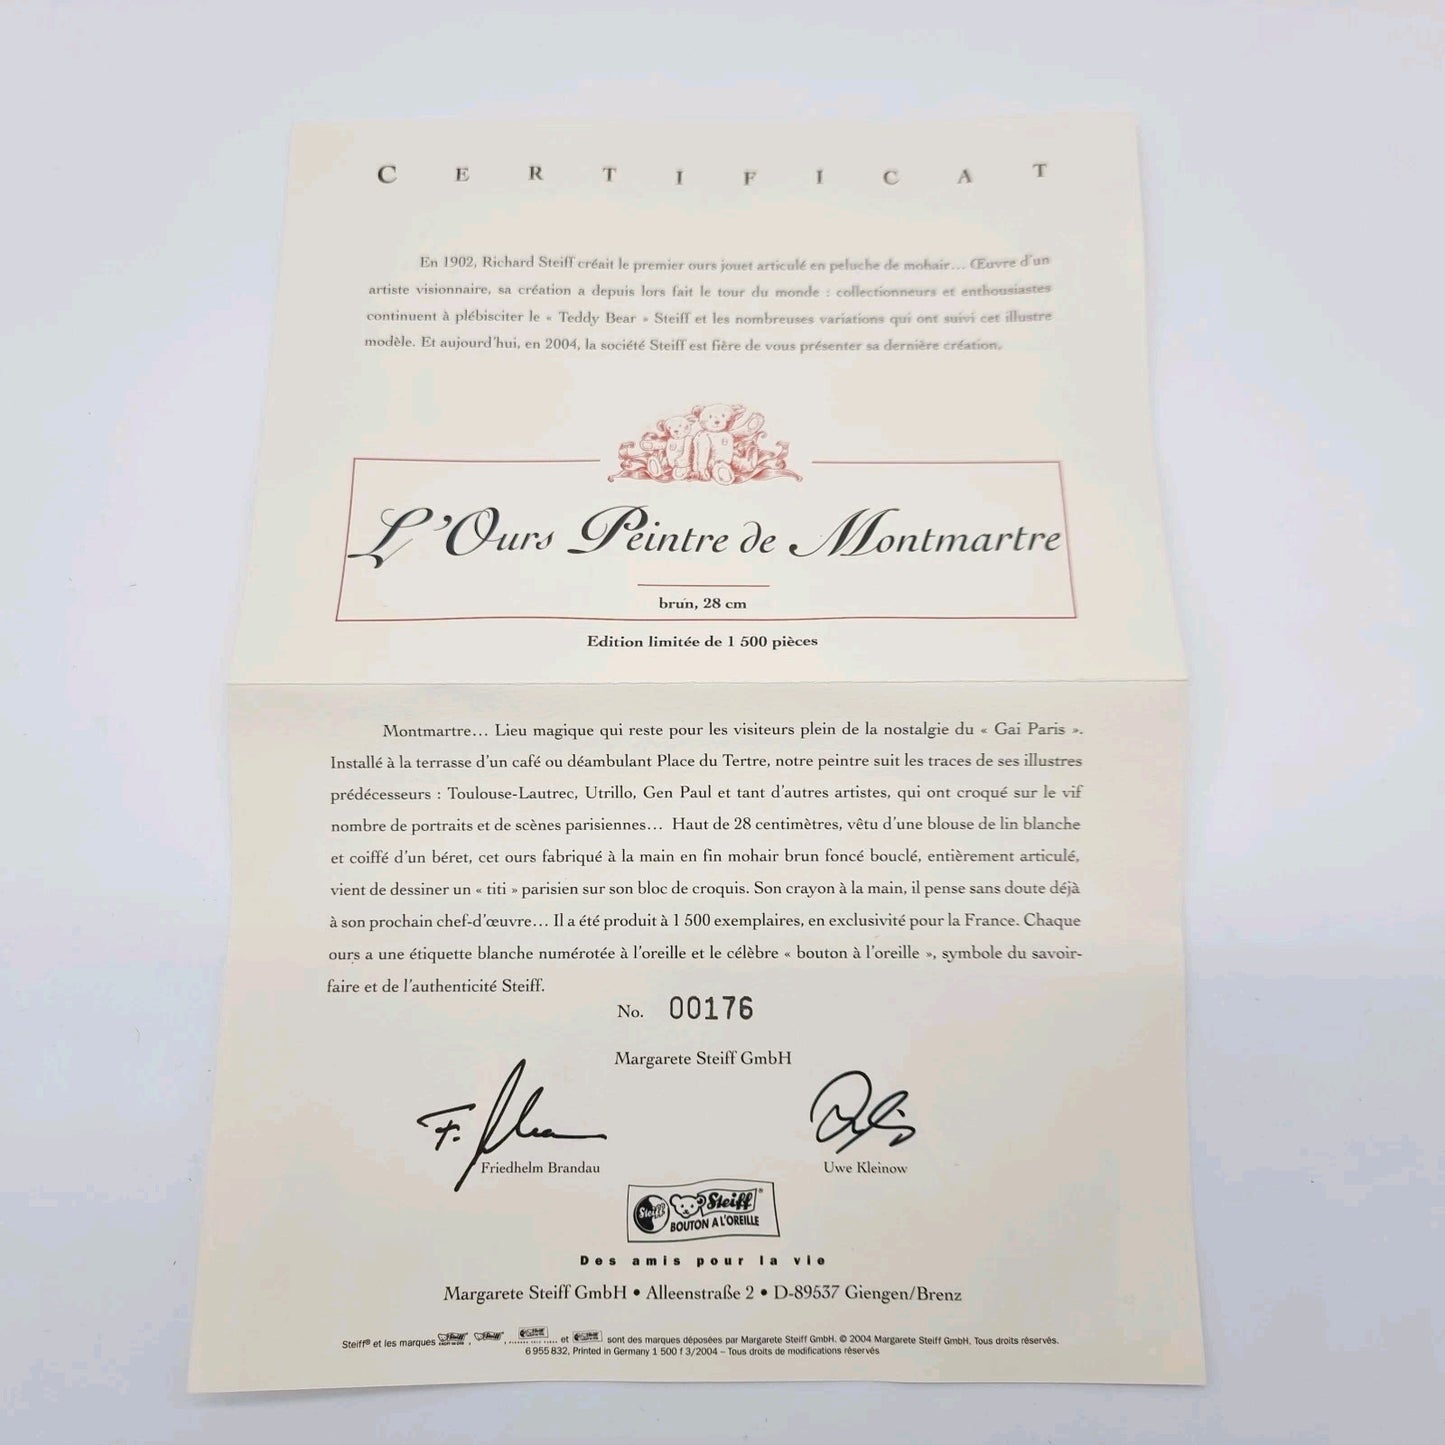 CERTIFICAT
En 1902, Richard Steiff créait le premier ours jouet articulé en peluche de mohair... Œuvre d'un
artiste visionnaire, sa création a depuis lors fait le tour du monde : collectionneurs et enthousiastes
continuent à plébisciter le « Teddy Bear » Steiff et les nombreuses variations qui ont suivi cet illustre
modèle. Et aujourd'hui, en 2004, la société Steiff est fière de vous présenter sa dernière création.
L'Ours Peintre de Montmartre
brun, 28 cm
Edition limitée de 1 500 pièces
Montmartre... Lieu magique qui reste pour les visiteurs plein de la nostalgie du « Gai Paris ».
Installé à la terrasse d'un café ou déambulant Place du Tertre, notre peintre suit les traces de ses illustres
prédécesseurs : Toulouse-Lautrec, Utrillo, Gen Paul et tant d'autres artistes, qui ont croqué sur le vif
nombre de portraits et de scènes parisiennes... Haut de 28 centimètres, vêtu d'une blouse de lin blanche
et coiffé d'un béret, cet ours fabriqué à la main en fin mohair brun foncé bouclé, entièrement articulé,
vient de dessiner un « titi » parisien sur son bloc de croquis. Son crayon à la main, il pense sans doute déjà
à son prochain chef-d'œuvre... Il a été produit à 1 500 exemplaires, en exclusivité pour la France. Chaque
ours a une étiquette blanche numérotée à l'oreille et le célèbre « bouton à l'oreille », symbole du savoir-
faire et de l'authenticité Steiff.
No. 00176
Margarete Steiff GmbH
Friedhelm Brandau
Uwe Kleinow
Steiff Steiff®
BOUTON A L'OREILLE
Des amis pour la vie
Margarete Steiff GmbH • Alleenstraße 2 • D-89537 Giengen/Brenz
Steiff® et les marques Steiff, Steiff, et sont des marques déposées par Margarete Steiff GmbH. © 2004 Margarete Steiff GmbH. Tous droits réservés.
6 955 832, Printed in Germany 1 500 f 3/2004 – Tous droits de modifications réservés